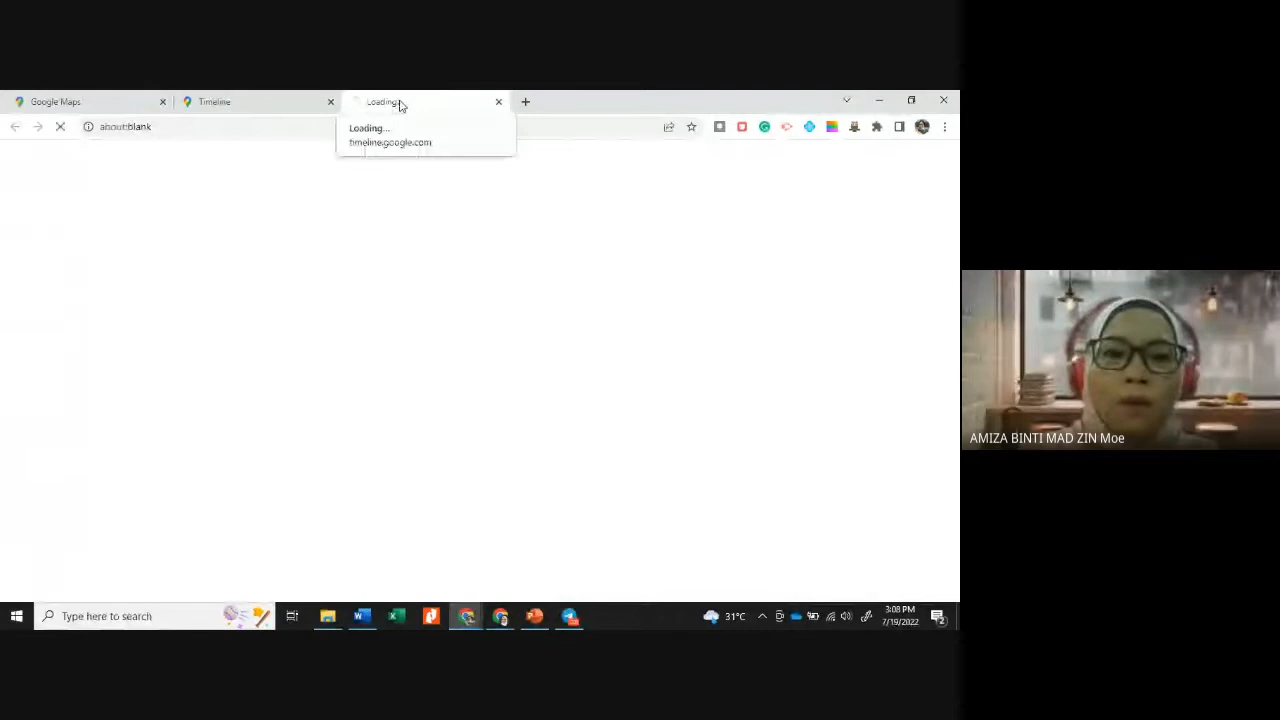 Google Maps
Timeline
Loading...
about:blank
Loading...
timeline.google.com
AMIZA BINTI MAD ZIN Moe
Type here to search
31°C
3:08 PM
7/19/2022
2